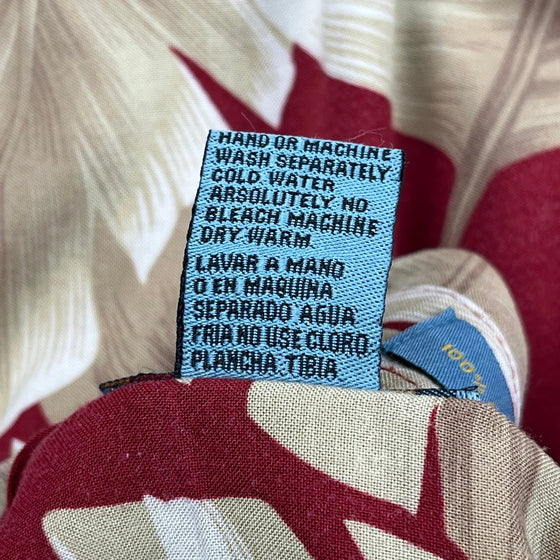 HAND OR MACHINE
WASH SEPARATELY
COLD WATER
ABSOLUTELY NO
BLEACH MACHINE
DRY WARM.
LAVAR A MANO
O EN MAQUINA
SEPARADO AGUA
FRIA NO USE CLORO
PLANCHA TIBIA
100%